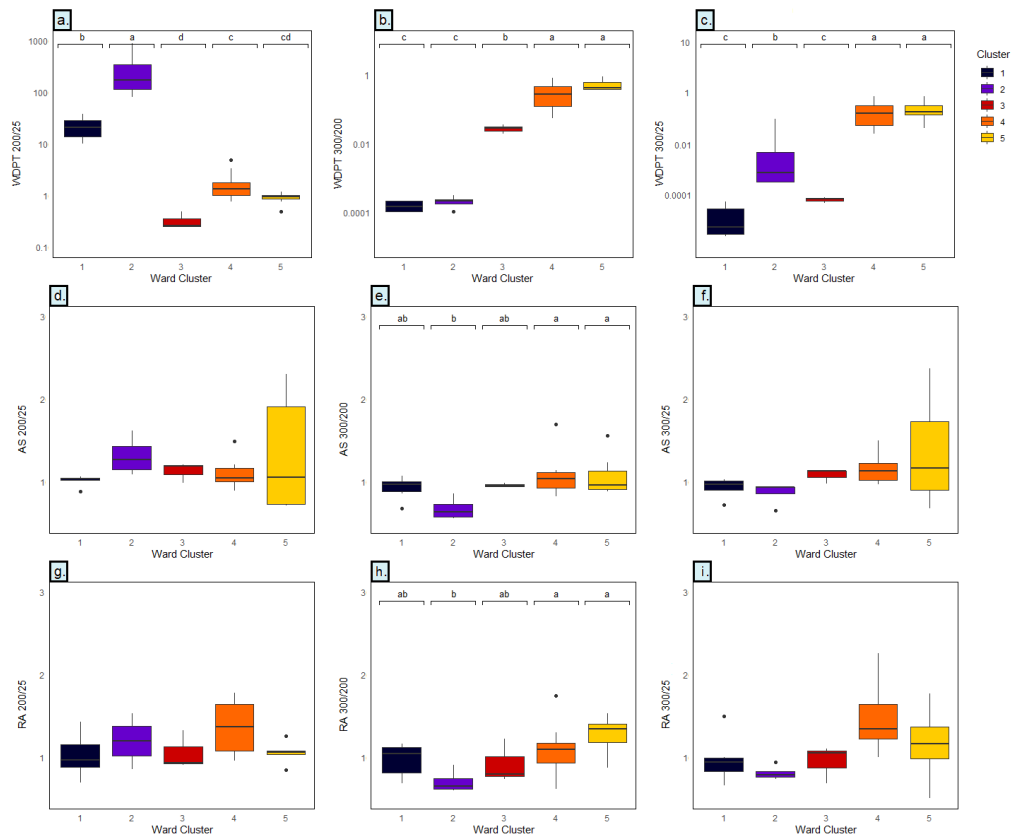 a.
b a d c cd
1000
100
10
1
0.1
WDPT 200/25
1 2 3 4 5
Ward Cluster
b.
c c b a a
1
0.01
0.0001
WDPT 300/200
1 2 3 4 5
Ward Cluster
c.
c b c a a
10
1
0.01
0.0001
WDPT 300/25
1 2 3 4 5
Ward Cluster
Cluster
1
2
3
4
5
d.
3
2
1
AS 200/25
1 2 3 4 5
Ward Cluster
e.
ab b ab a a
3
2
1
AS 300/200
1 2 3 4 5
Ward Cluster
f.
3
2
1
AS 300/25
1 2 3 4 5
Ward Cluster
g.
3
2
1
RA 200/25
1 2 3 4 5
Ward Cluster
h.
ab b ab a a
3
2
1
RA 300/200
1 2 3 4 5
Ward Cluster
i.
3
2
1
RA 300/25
1 2 3 4 5
Ward Cluster